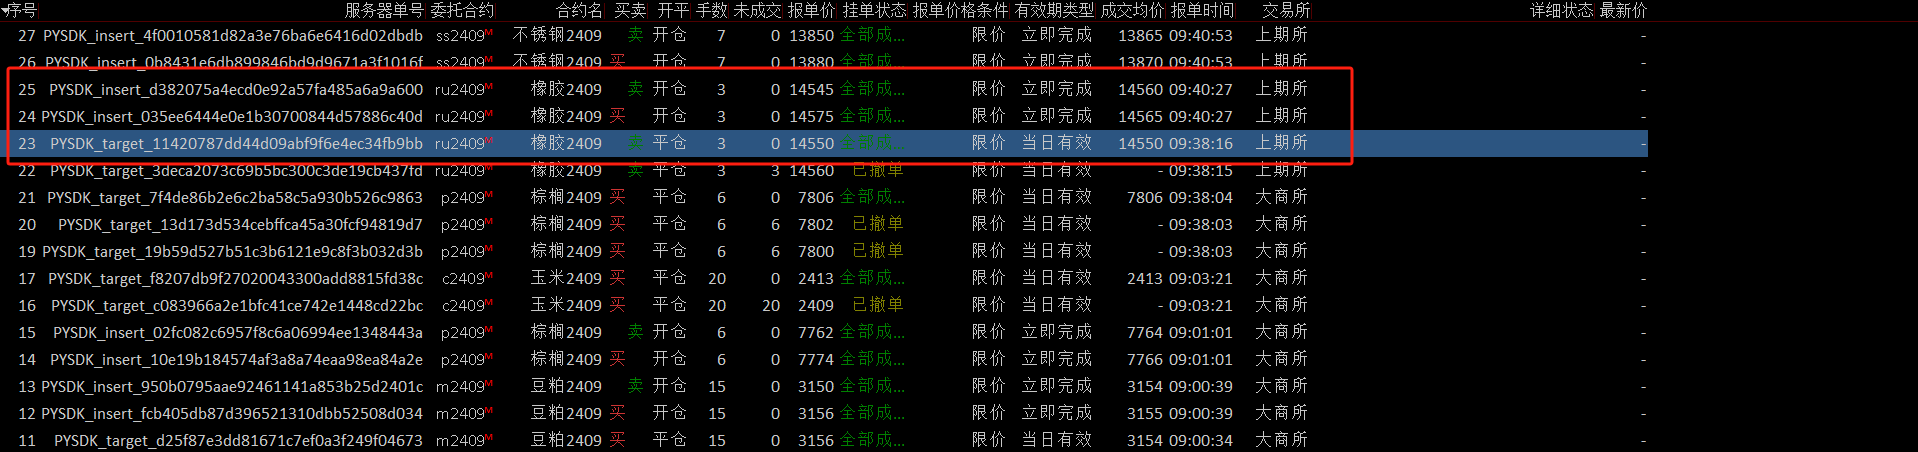 序号 服务器单号 委托合约 合约名 买卖 开平 手数 未成交 报单价 挂单状态 报单价格条件 有效期类型 成交均价 报单时间 交易所 详细状态 最新价
27 PYSDK_insert_4f0010581d82a3e76ba6e6416d02dbdb ss2409M 不锈钢2409 卖 开仓 7 0 13850 全部成... 限价 立即完成 13865 09:40:53 上期所 -
26 PYSDK_insert_0b8431e6db899846bd9d9671a3f1016f ss2409M 不锈钢2409 买 开仓 7 0 13880 全部成... 限价 立即完成 13870 09:40:53 上期所 -
25 PYSDK_insert_d382075a4ecd0e92a57fa485a6a9a600 ru2409M 橡胶2409 卖 开仓 3 0 14545 全部成... 限价 立即完成 14560 09:40:27 上期所 -
24 PYSDK_insert_035ee6444e0e1b30700844d57886c40d ru2409M 橡胶2409 买 开仓 3 0 14575 全部成... 限价 立即完成 14565 09:40:27 上期所 -
23 PYSDK_target_11420787dd44d09abf9f6e4ec34fb9bb ru2409M 橡胶2409 卖 平仓 3 0 14550 全部成... 限价 当日有效 14550 09:38:16 上期所 -
22 PYSDK_target_3deca2073c69b5bc300c3de19cb437fd ru2409M 橡胶2409 卖 平仓 3 3 14560 已撤单 限价 当日有效 - 09:38:15 上期所 -
21 PYSDK_target_7f4de86b2e6c2ba58c5a930b526c9863 p2409M 棕榈2409 买 平仓 6 0 7806 全部成... 限价 当日有效 7806 09:38:04 大商所 -
20 PYSDK_target_13d173d534cebffca45a30fcf94819d7 p2409M 棕榈2409 买 平仓 6 6 7802 已撤单 限价 当日有效 - 09:38:03 大商所 -
19 PYSDK_target_19b59d527b51c3b6121e9c8f3b032d3b p2409M 棕榈2409 买 平仓 6 6 7800 已撤单 限价 当日有效 - 09:38:03 大商所 -
17 PYSDK_target_f8207db9f27020043300add8815fd38c c2409M 玉米2409 买 平仓 20 0 2413 全部成... 限价 当日有效 2413 09:03:21 大商所 -
16 PYSDK_target_c083966a2e1bfc41ce742e1448cd22bc c2409M 玉米2409 买 平仓 20 20 2409 已撤单 限价 当日有效 - 09:03:21 大商所 -
15 PYSDK_insert_02fc082c6957f8c6a06994ee1348443a p2409M 棕榈2409 卖 开仓 6 0 7762 全部成... 限价 立即完成 7764 09:01:01 大商所 -
14 PYSDK_insert_10e19b184574af3a8a74eaa98ea84a2e p2409M 棕榈2409 买 开仓 6 0 7774 全部成... 限价 立即完成 7766 09:01:01 大商所 -
13 PYSDK_insert_950b0795aae92461141a853b25d2401c m2409M 豆粕2409 卖 开仓 15 0 3150 全部成... 限价 立即完成 3154 09:00:39 大商所 -
12 PYSDK_insert_fcb405db87d396521310dbb52508d034 m2409M 豆粕2409 买 开仓 15 0 3156 全部成... 限价 立即完成 3155 09:00:39 大商所 -
11 PYSDK_target_d25f87e3dd81671c7ef0a3f249f04673 m2409M 豆粕2409 买 平仓 15 0 3156 全部成... 限价 当日有效 3154 09:00:34 大商所 -